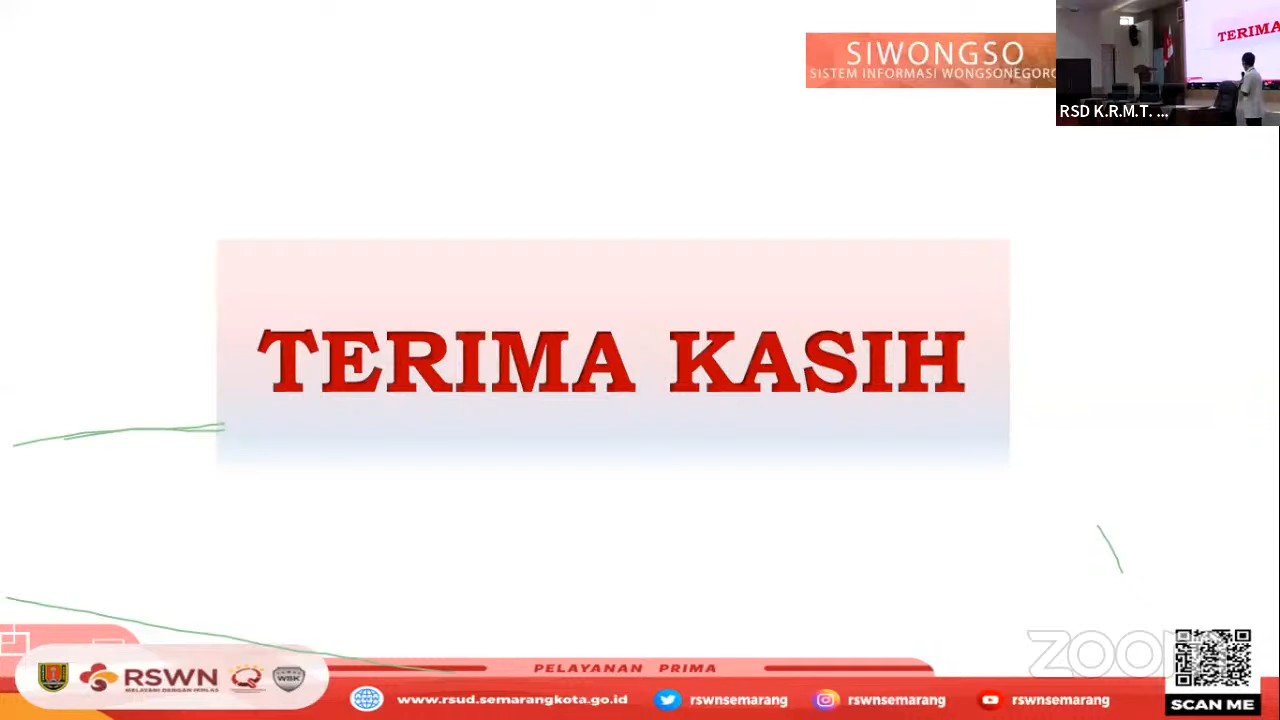 SIWONGSO
SISTEM INFORMASI WONGSONEGORO
TERIMA
RSD K.R.M.T. ...
TERIMA KASIH
PELAYANAN PRIMA
RSWN
MELAYANI DENGAN IKHLAS
WBK
www.rsud.semarangkota.go.id
rswnsemarang
rswnsemarang
rswnsemarang
zoom
SCAN ME